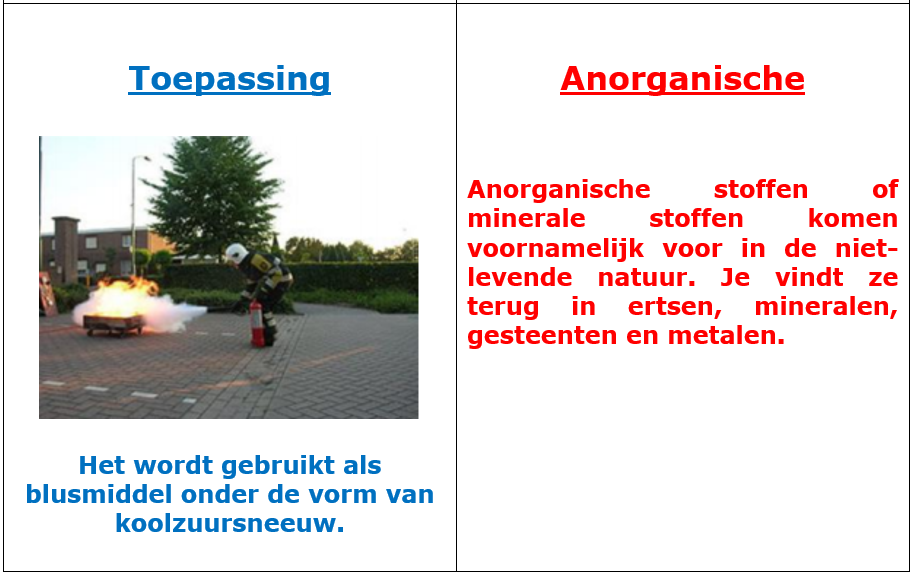 Toepassing
Het wordt gebruikt als
blusmiddel onder de vorm van
koolzuursneeuw.
Anorganische
Anorganische stoffen of
minerale stoffen komen
voornamelijk voor in de niet-
levende natuur. Je vindt ze
terug in ertsen, mineralen,
gesteenten en metalen.